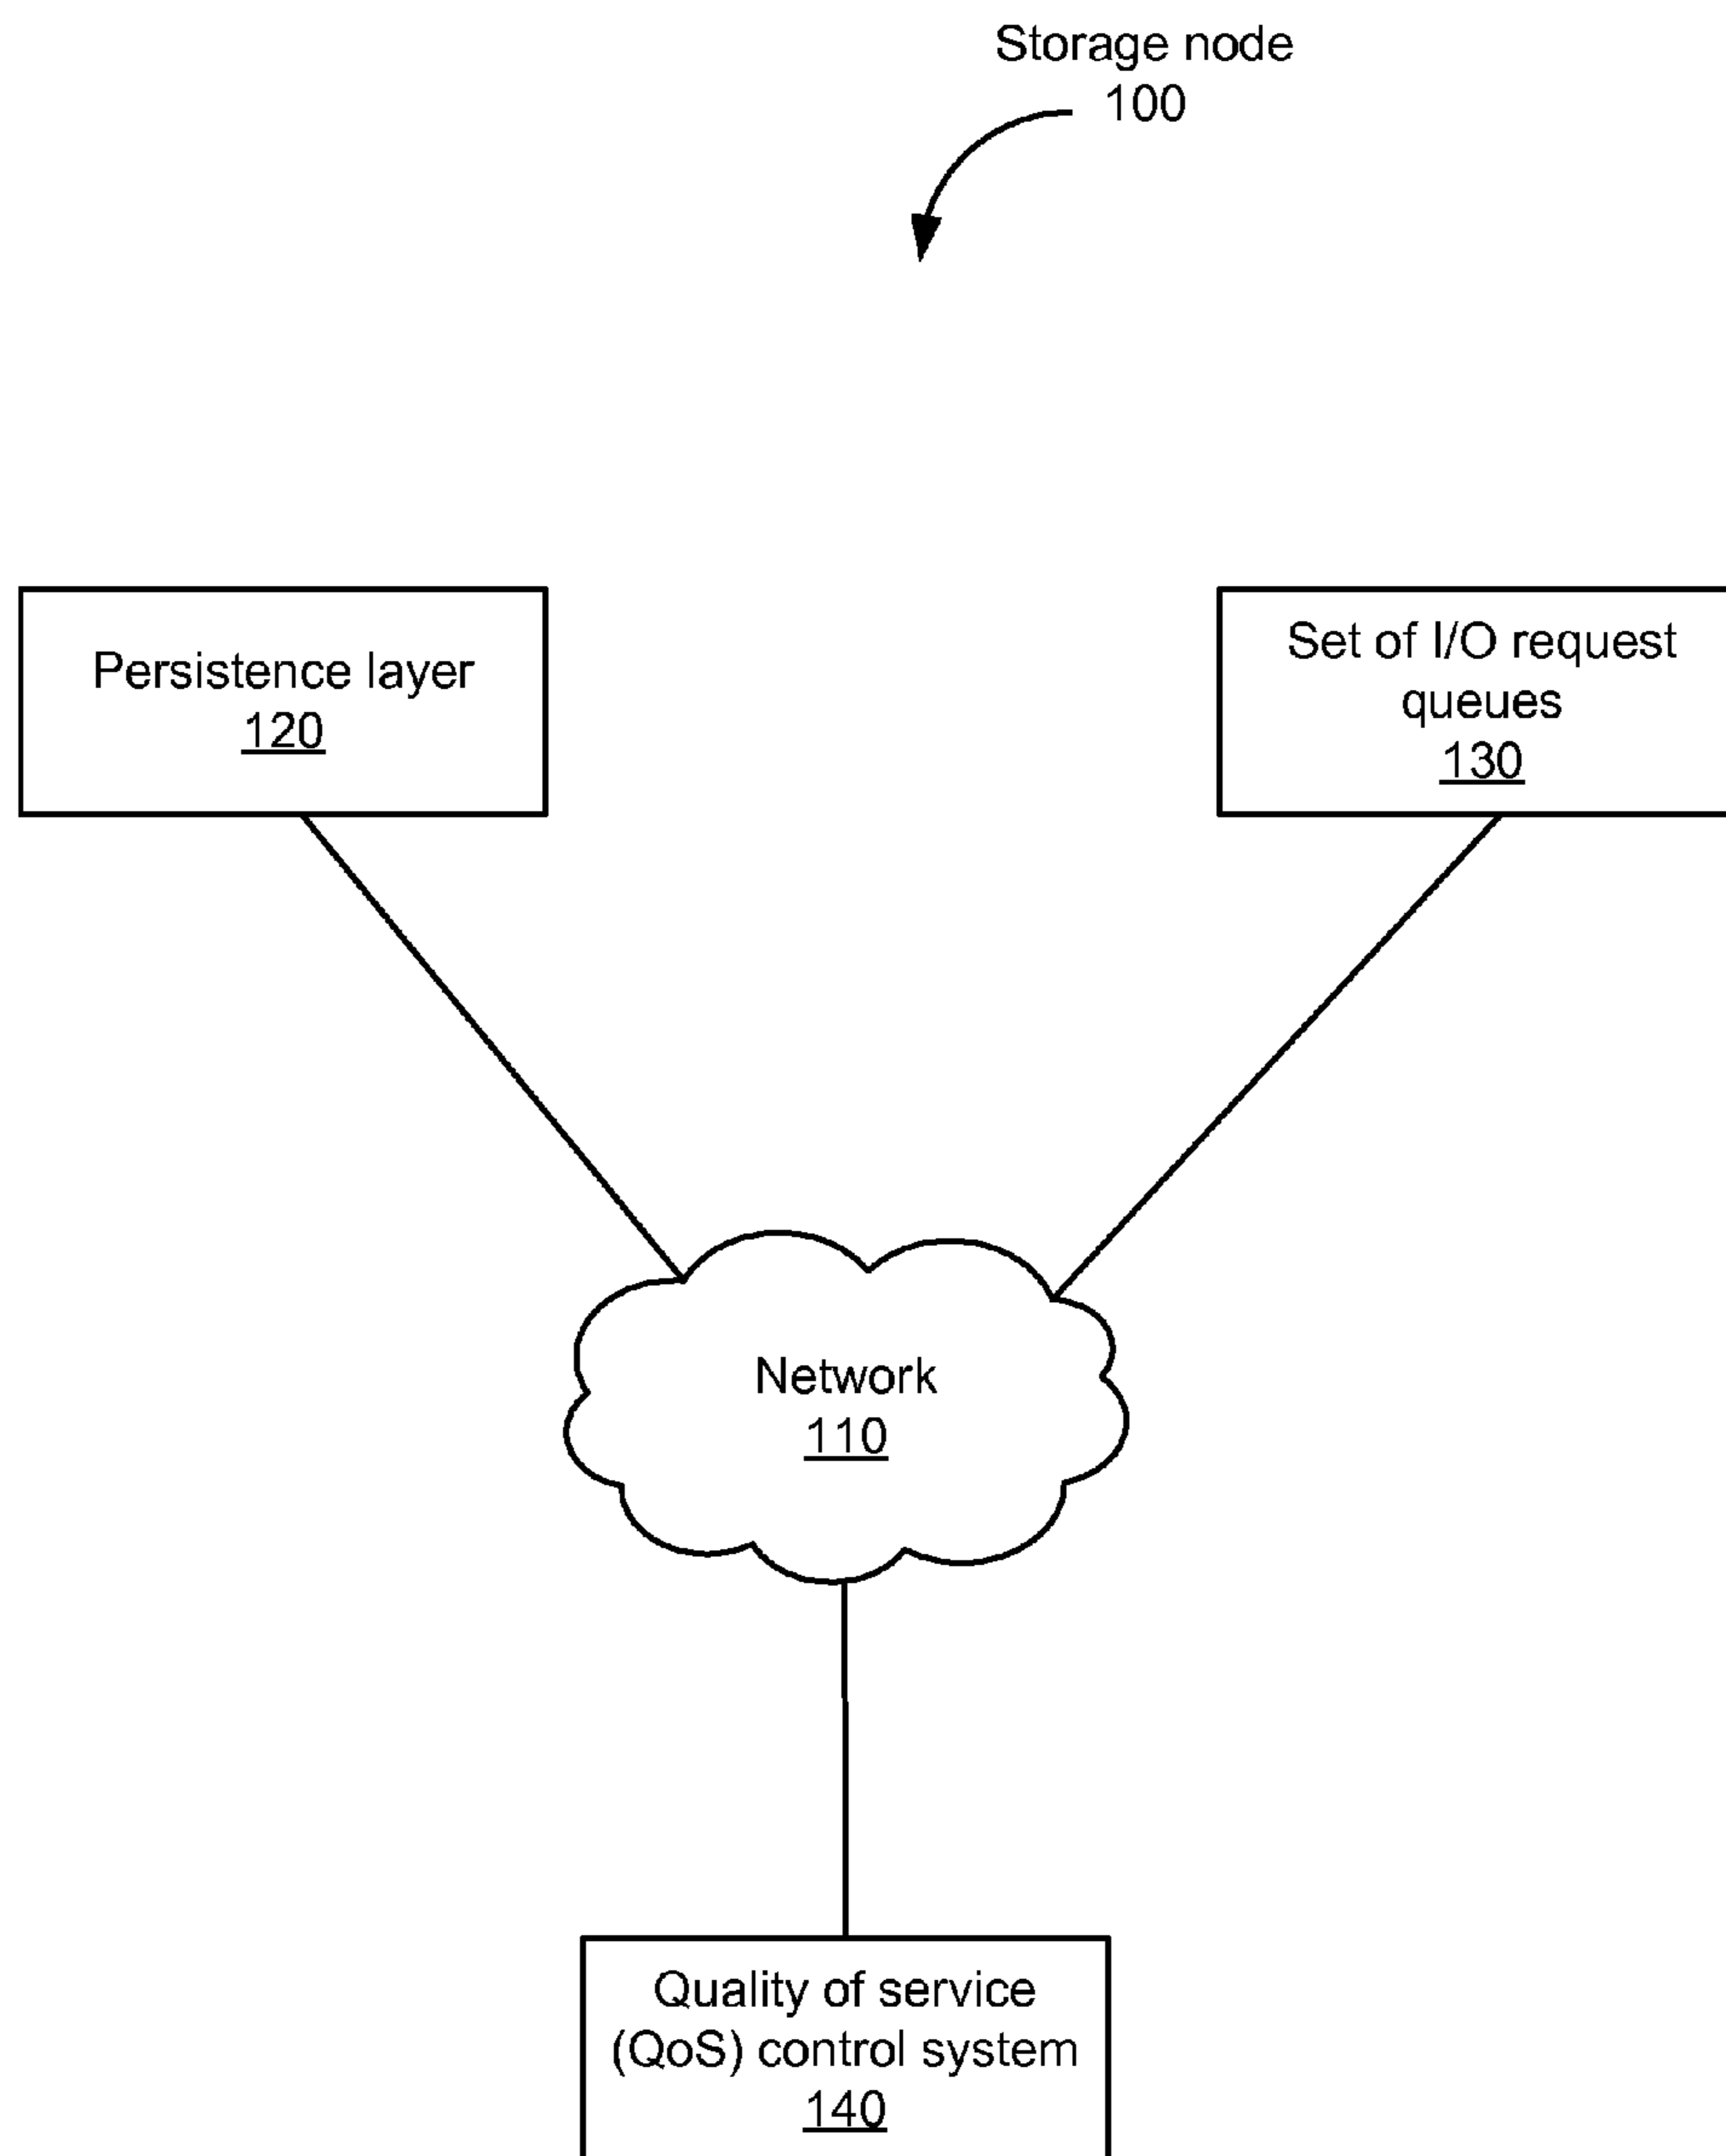 Storage node
100
Persistence layer
120
Set of I/O request
queues
130
Network
110
Quality of service
(QoS) control system
140